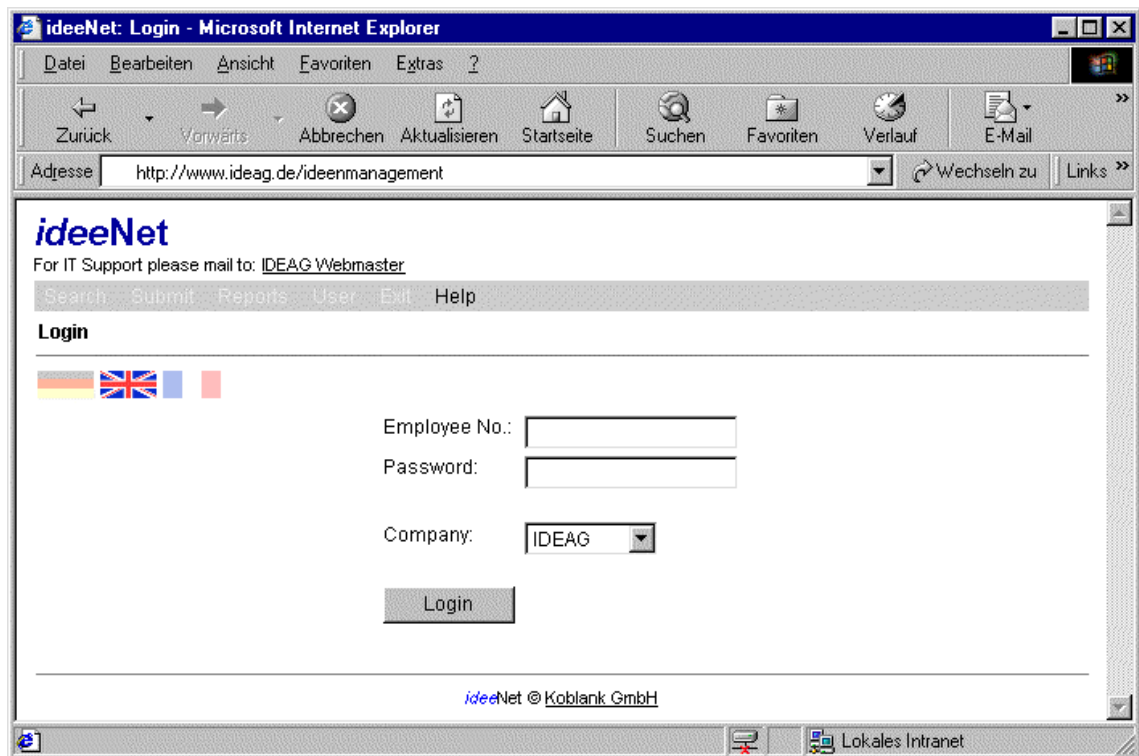 ideeNet: Login - Microsoft Internet Explorer
Datei Bearbeiten Ansicht Favoriten Extras ?
Zurück Vorwärts Abbrechen Aktualisieren Startseite Suchen Favoriten Verlauf E-Mail »
Adresse http://www.ideag.de/ideenmanagement Wechseln zu Links »
ideeNet
For IT Support please mail to: IDEAG Webmaster
Search Submit Reports User Exit Help
Login
Employee No.:
Password:
Company: IDEAG
Login
ideeNet © Koblank GmbH
Lokales Intranet